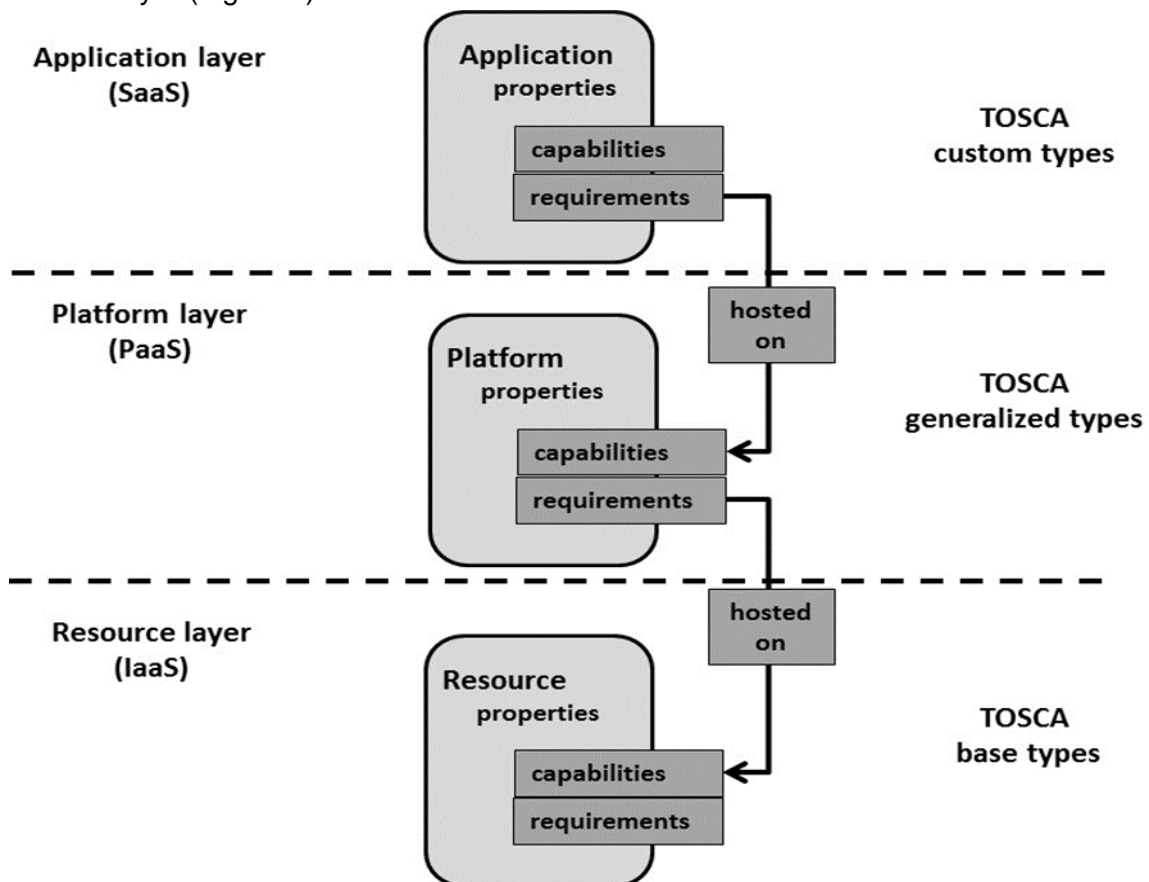 Application layer
(SaaS)
Application
properties
capabilities
requirements
TOSCA
custom types
Platform layer
(PaaS)
hosted
on
Platform
properties
capabilities
requirements
TOSCA
generalized types
Resource layer
(IaaS)
hosted
on
Resource
properties
capabilities
requirements
TOSCA
base types